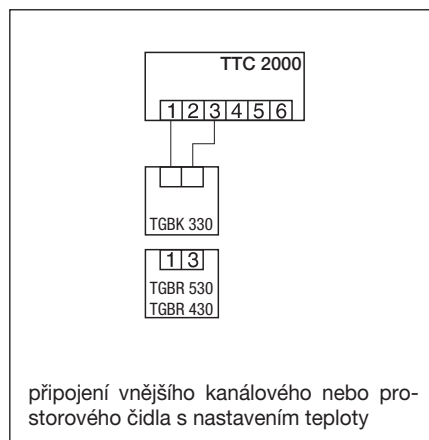 TTC 2000
1 2 3 4 5 6
TGBK 330
1 3
TGBR 530
TGBR 430
připojení vnějšího kanálového nebo pro-
storového čidla s nastavením teploty